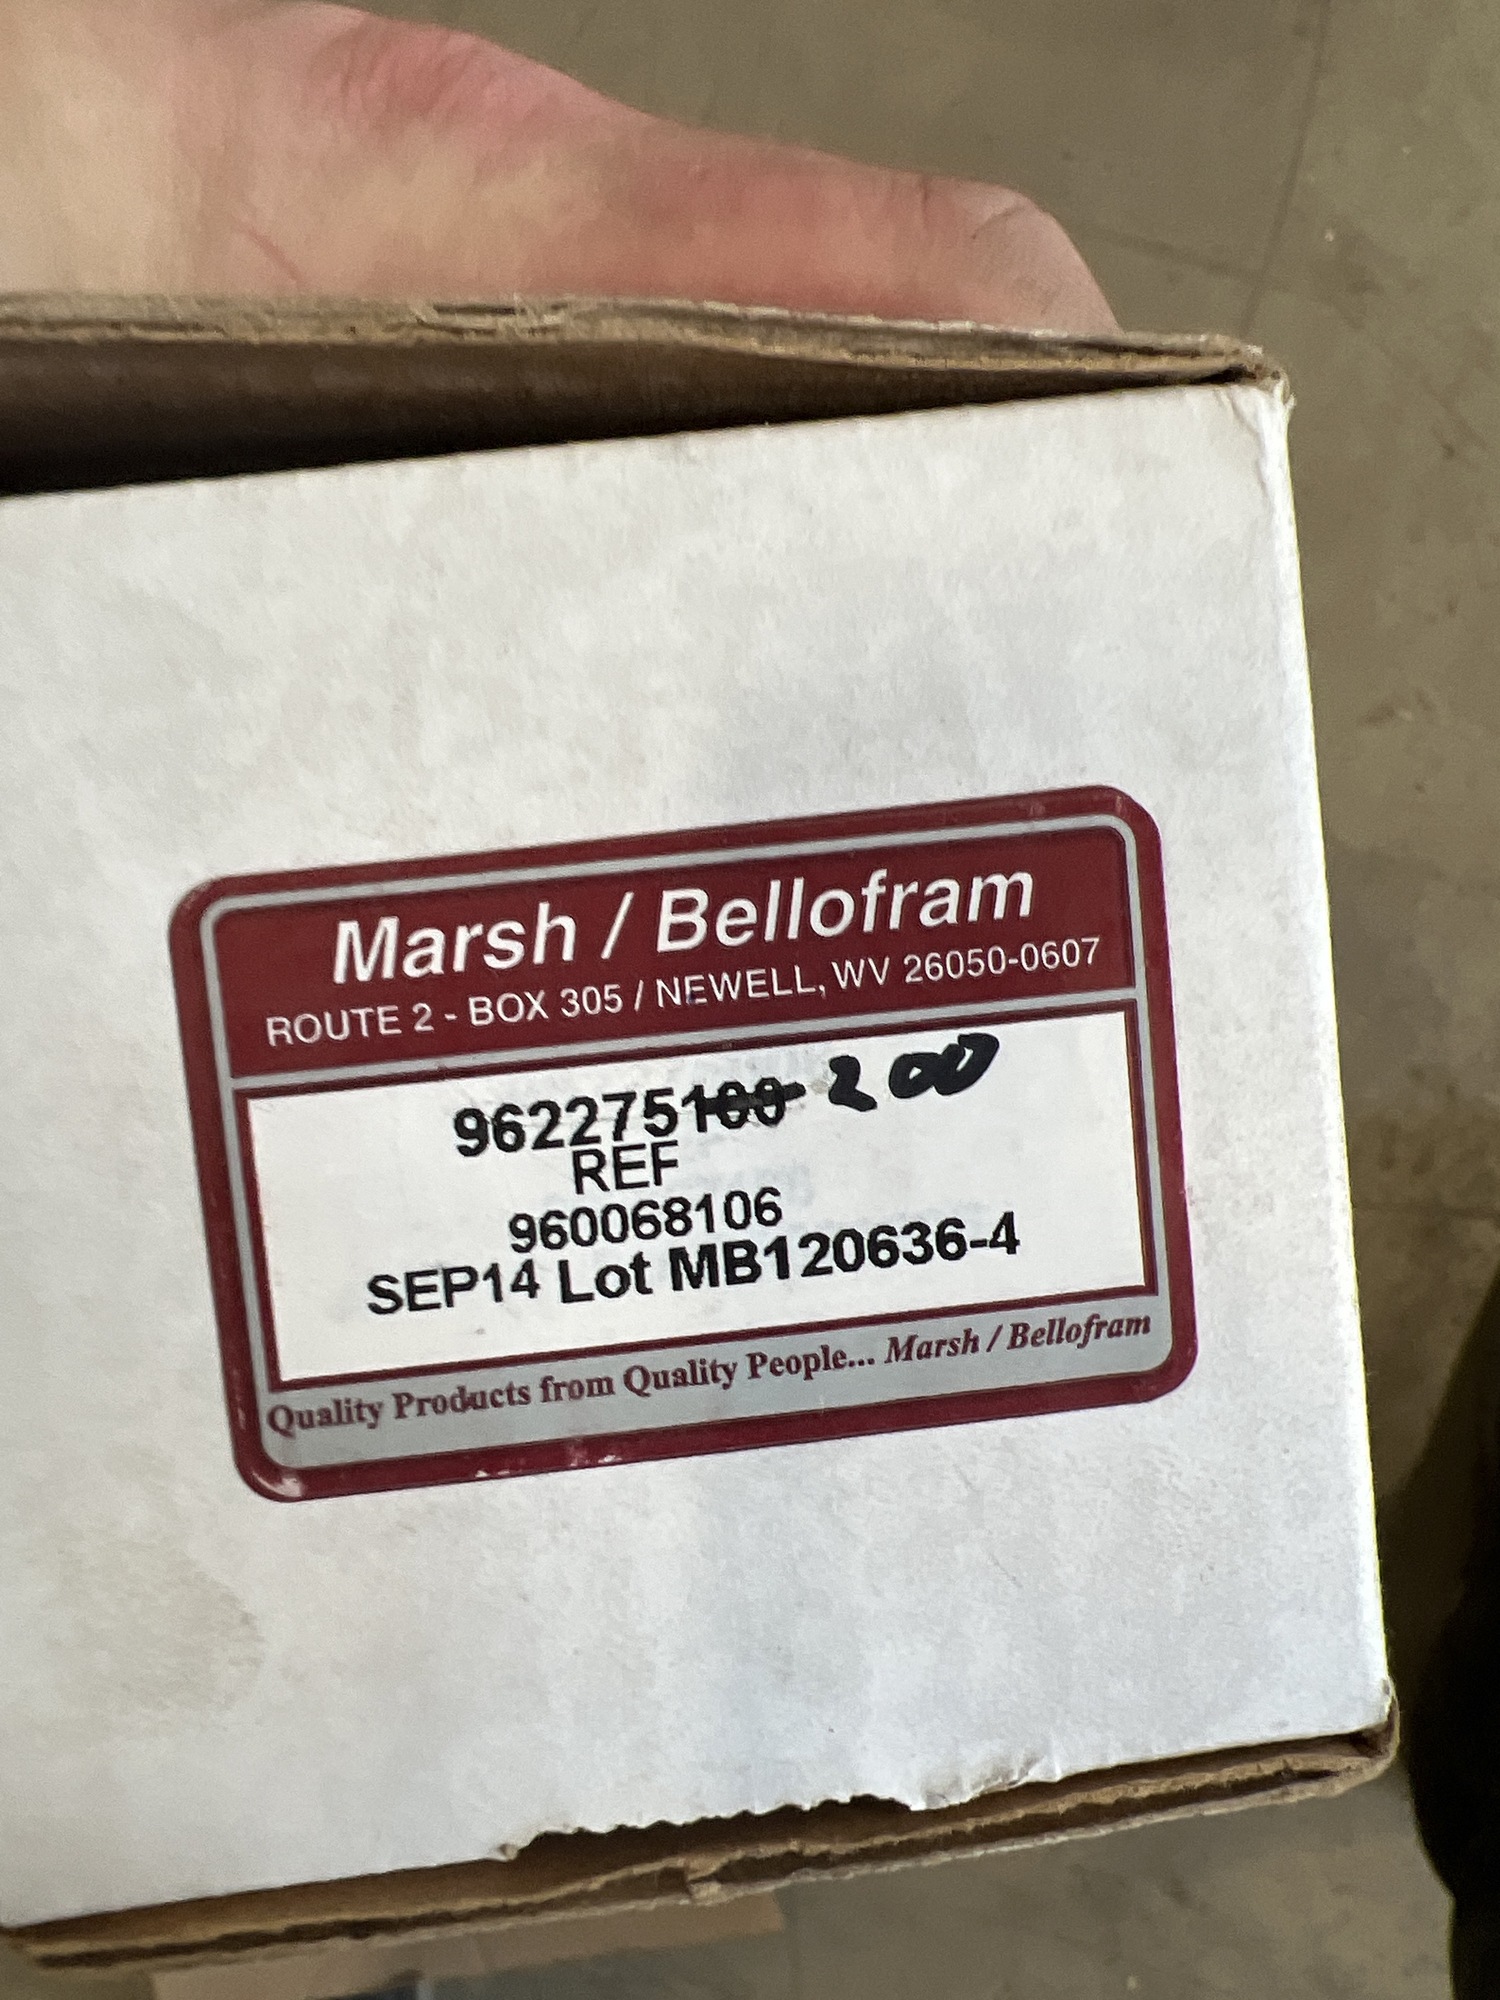 Marsh / Bellofram
ROUTE 2 - BOX 305 / NEWELL, WV 26050-0607
962275100 200
REF
960068106
SEP14 Lot MB120636-4
Quality Products from Quality People... Marsh / Bellofram